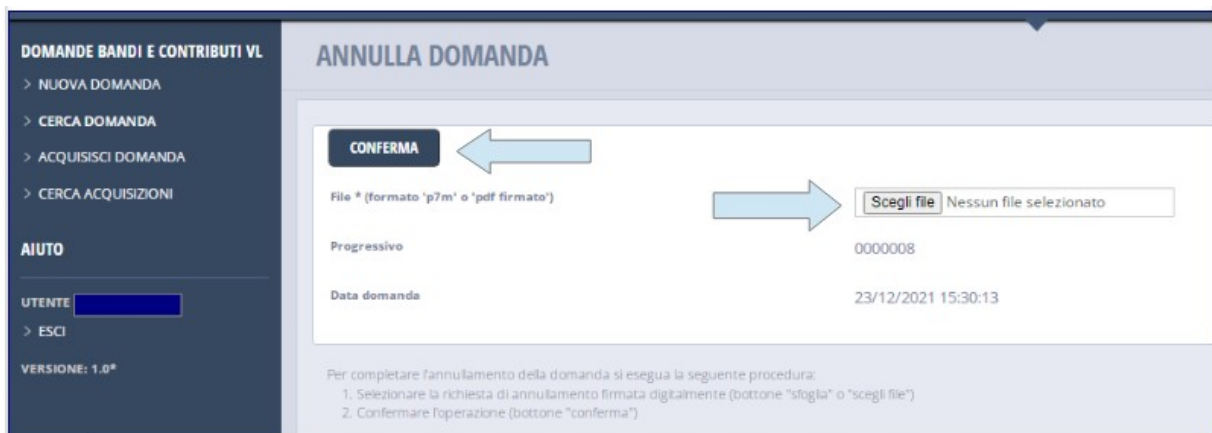 DOMANDE BANDI E CONTRIBUTI VL
> NUOVA DOMANDA
> CERCA DOMANDA
> ACQUISISCI DOMANDA
> CERCA ACQUISIZIONI
AIUTO
UTENTE
> ESCI
VERSIONE: 1.0*
ANNULLA DOMANDA
CONFERMA
File * (formato 'p7m' o 'pdf firmato')
Scegli file Nessun file selezionato
Progressivo
0000008
Data domanda
23/12/2021 15:30:13
Per completare l'annullamento della domanda si esegua la seguente procedura:
1. Selezionare la richiesta di annullamento firmata digitalmente (bottone "sfoglia" o "scegli file")
2. Confermare l'operazione (bottone "conferma")